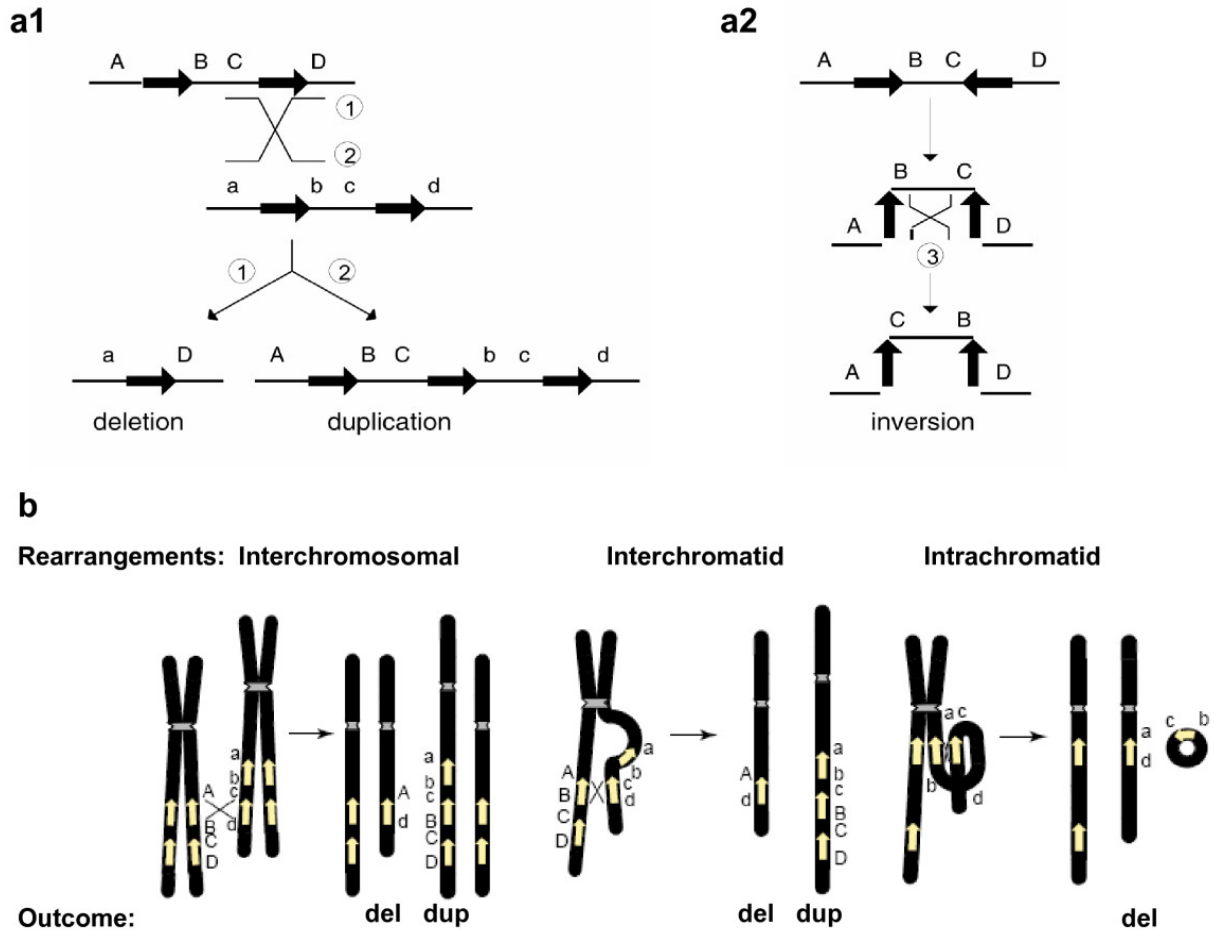 a1
A B C D
1
2
a b c d
1 2
a D A B C b c d
deletion duplication
a2
A B C D
B C
A D
3
C B
A D
inversion
b
Rearrangements: Interchromosomal Interchromatid Intrachromatid
a
b
A c
d
B
C
D
A
d
a
b
c
B
C
D
a
A b
B c
C d
D
A
d
a
b
c
B
C
D
a c
b d
a
d
c b
Outcome: del dup del dup del